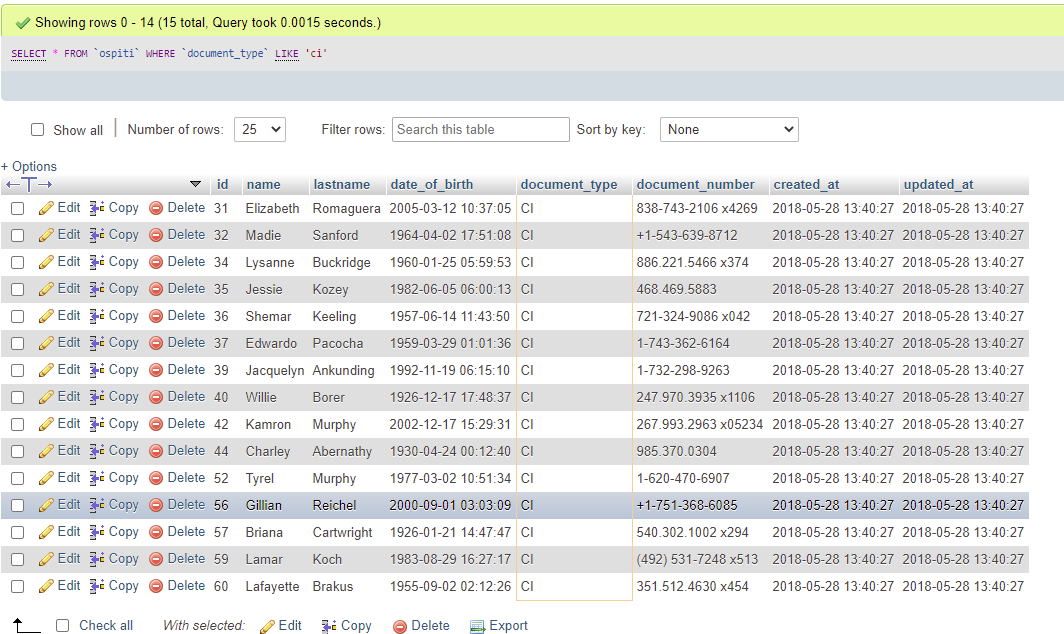 Showing rows 0 - 14 (15 total, Query took 0.0015 seconds.)
SELECT * FROM `ospiti` WHERE `document_type` LIKE 'ci'
Show all Number of rows: 25 Filter rows: Search this table Sort by key: None
+ Options
←T→ id name lastname date_of_birth document_type document_number created_at updated_at
Edit Copy Delete 31 Elizabeth Romaguera 2005-03-12 10:37:05 CI 838-743-2106 x4269 2018-05-28 13:40:27 2018-05-28 13:40:27
Edit Copy Delete 32 Madie Sanford 1964-04-02 17:51:08 CI +1-543-639-8712 2018-05-28 13:40:27 2018-05-28 13:40:27
Edit Copy Delete 34 Lysanne Buckridge 1960-01-25 05:59:53 CI 886.221.5466 x374 2018-05-28 13:40:27 2018-05-28 13:40:27
Edit Copy Delete 35 Jessie Kozey 1982-06-05 06:00:13 CI 468.469.5883 2018-05-28 13:40:27 2018-05-28 13:40:27
Edit Copy Delete 36 Shemar Keeling 1957-06-14 11:43:50 CI 721-324-9086 x042 2018-05-28 13:40:27 2018-05-28 13:40:27
Edit Copy Delete 37 Edwardo Pacocha 1959-03-29 01:01:36 CI 1-743-362-6164 2018-05-28 13:40:27 2018-05-28 13:40:27
Edit Copy Delete 39 Jacquelyn Ankunding 1992-11-19 06:15:10 CI 1-732-298-9263 2018-05-28 13:40:27 2018-05-28 13:40:27
Edit Copy Delete 40 Willie Borer 1926-12-17 17:48:37 CI 247.970.3935 x1106 2018-05-28 13:40:27 2018-05-28 13:40:27
Edit Copy Delete 42 Kamron Murphy 2002-12-17 15:29:31 CI 267.993.2963 x05234 2018-05-28 13:40:27 2018-05-28 13:40:27
Edit Copy Delete 44 Charley Abernathy 1930-04-24 00:12:40 CI 985.370.0304 2018-05-28 13:40:27 2018-05-28 13:40:27
Edit Copy Delete 52 Tyrel Murphy 1977-03-02 10:51:34 CI 1-620-470-6907 2018-05-28 13:40:27 2018-05-28 13:40:27
Edit Copy Delete 56 Gillian Reichel 2000-09-01 03:03:09 CI +1-751-368-6085 2018-05-28 13:40:27 2018-05-28 13:40:27
Edit Copy Delete 57 Briana Cartwright 1926-01-21 14:47:47 CI 540.302.1002 x294 2018-05-28 13:40:27 2018-05-28 13:40:27
Edit Copy Delete 59 Lamar Koch 1983-08-29 16:27:17 CI (492) 531-7248 x513 2018-05-28 13:40:27 2018-05-28 13:40:27
Edit Copy Delete 60 Lafayette Brakus 1955-09-02 02:12:26 CI 351.512.4630 x454 2018-05-28 13:40:27 2018-05-28 13:40:27
Check all With selected: Edit Copy Delete Export